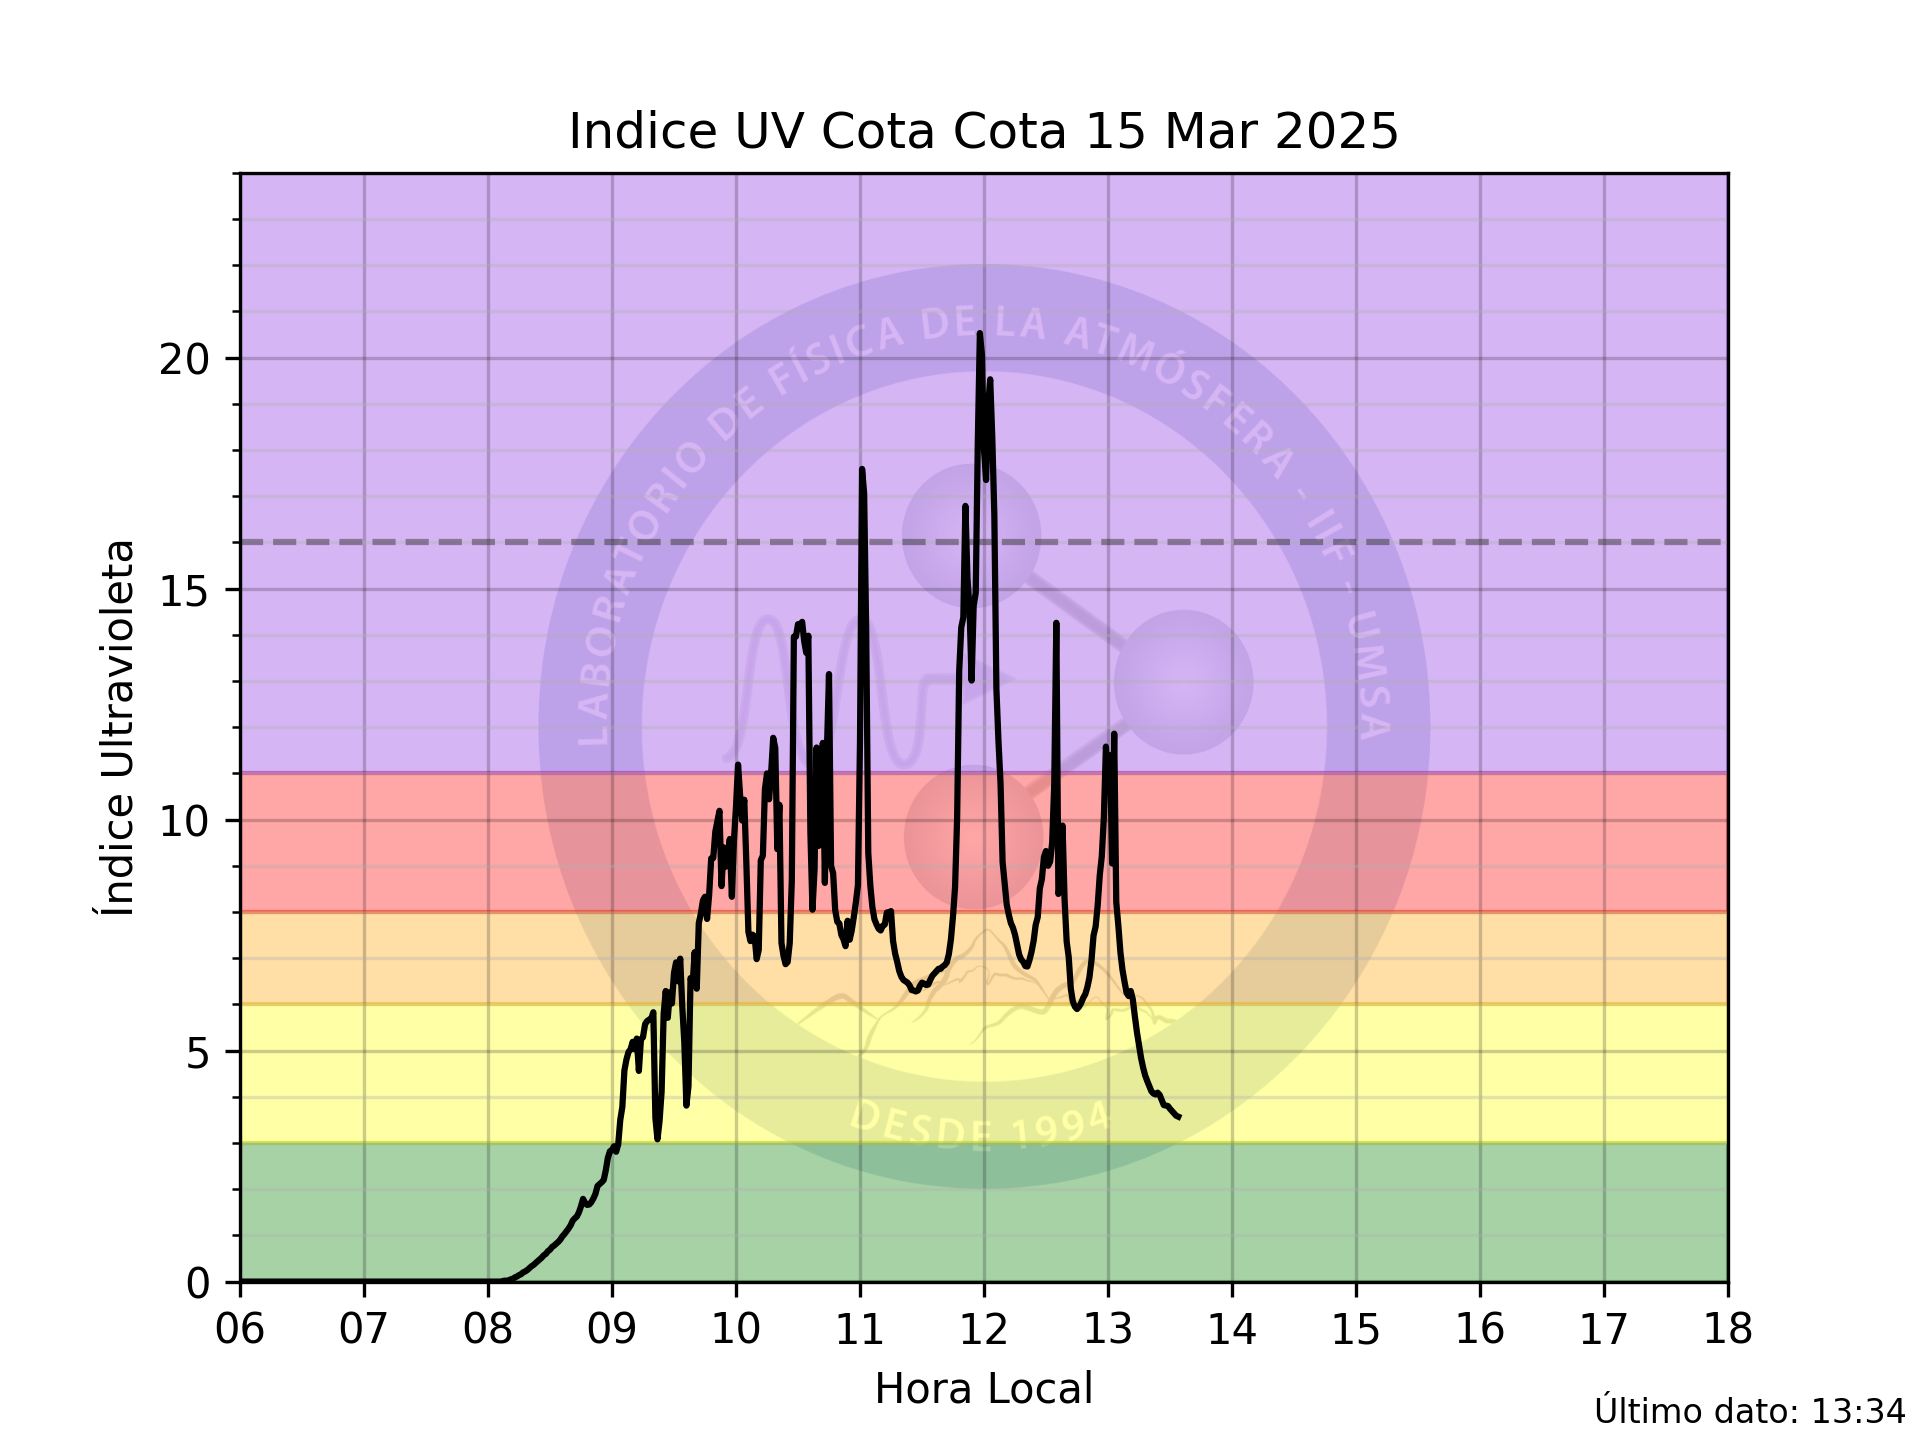 Indice UV Cota Cota 15 Mar 2025
Índice Ultravioleta
20
15
10
5
0
LABORATORIO DE FÍSICA DE LA ATMÓSFERA - IIF - UMSA
DESDE 1994
06 07 08 09 10 11 12 13 14 15 16 17 18
Hora Local
Último dato: 13:34